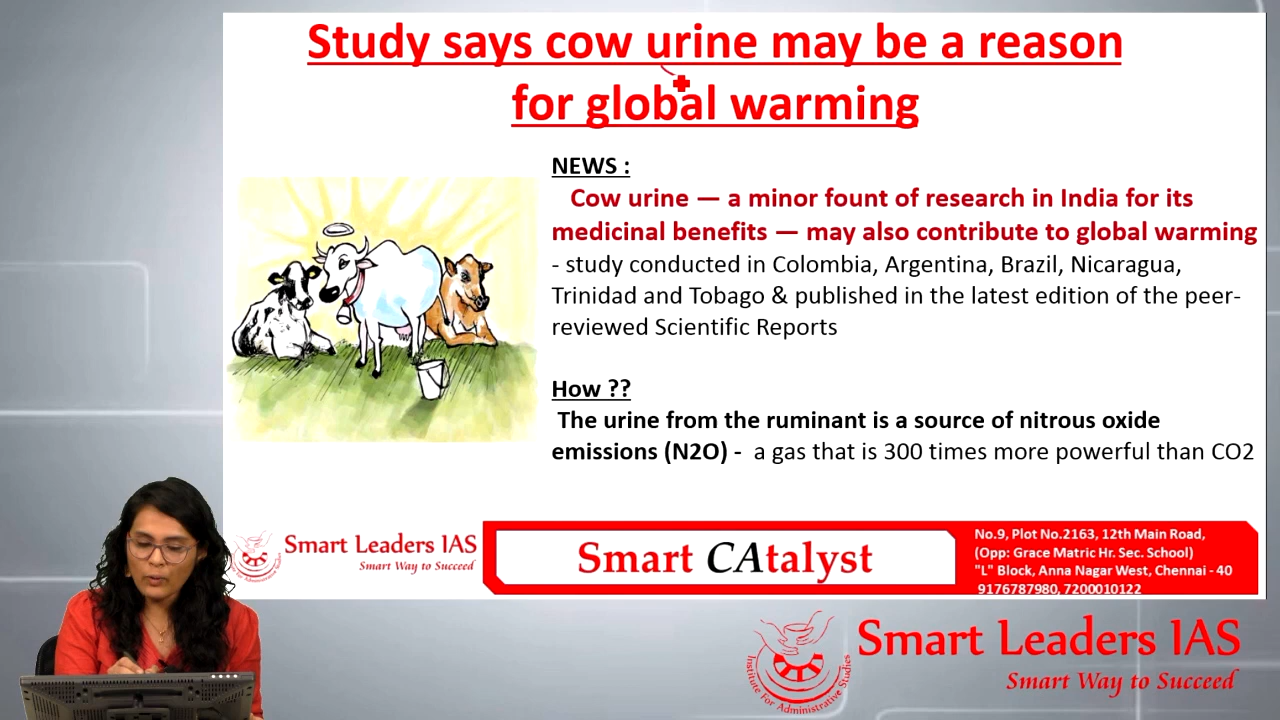 Study says cow urine may be a reason
for global warming
NEWS :
Cow urine — a minor fount of research in India for its
medicinal benefits — may also contribute to global warming
- study conducted in Colombia, Argentina, Brazil, Nicaragua,
Trinidad and Tobago & published in the latest edition of the peer-
reviewed Scientific Reports
How ??
The urine from the ruminant is a source of nitrous oxide
emissions (N2O) - a gas that is 300 times more powerful than CO2
Smart Leaders IAS
Smart Way to Succeed
Smart CAtalyst
No.9, Plot No.2163, 12th Main Road,
(Opp: Grace Matric Hr. Sec. School)
"L" Block, Anna Nagar West, Chennai - 40
9176787980, 7200010122
Institute For Administrative Studies
Smart Leaders IAS
Smart Way to Succeed